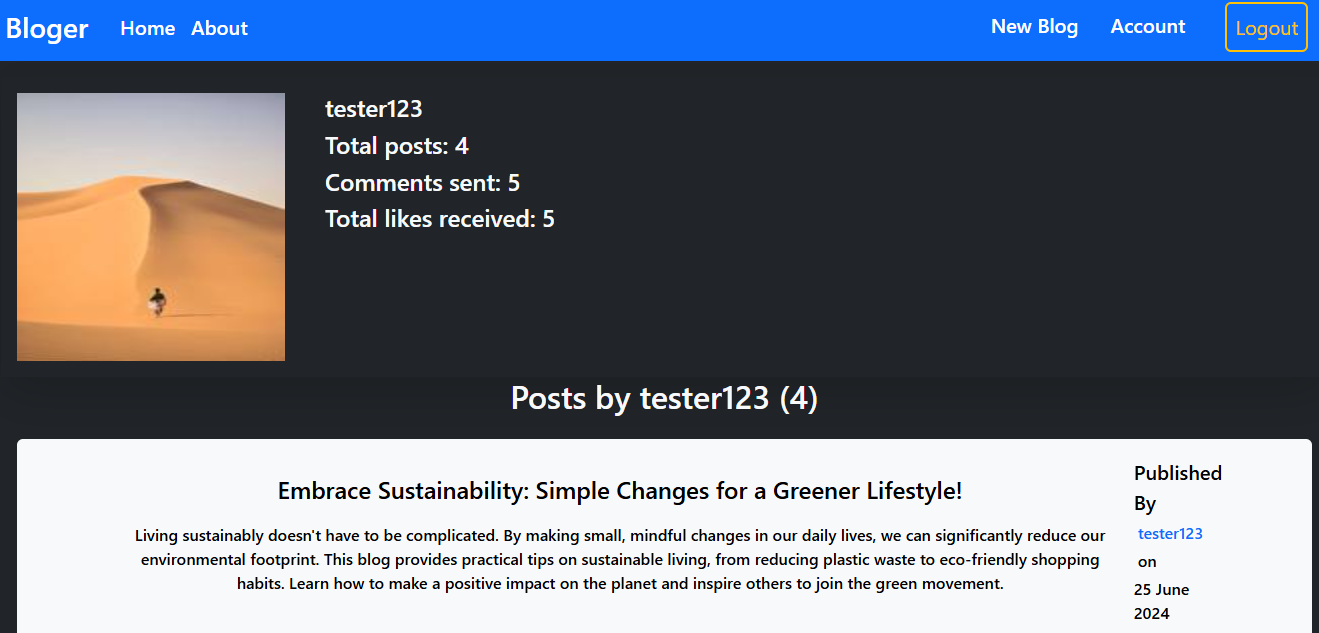 Bloger Home About New Blog Account Logout
tester123
Total posts: 4
Comments sent: 5
Total likes received: 5
Posts by tester123 (4)
Embrace Sustainability: Simple Changes for a Greener Lifestyle!
Living sustainably doesn't have to be complicated. By making small, mindful changes in our daily lives, we can significantly reduce our
environmental footprint. This blog provides practical tips on sustainable living, from reducing plastic waste to eco-friendly shopping
habits. Learn how to make a positive impact on the planet and inspire others to join the green movement.
Published
By
tester123
on
25 June
2024